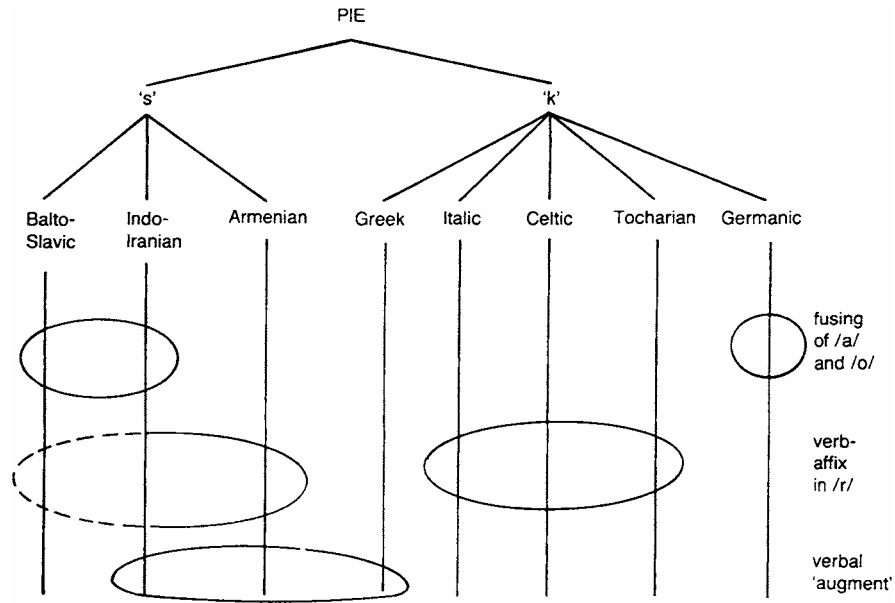 PIE
's'
'k'
Balto-
Slavic
Indo-
Iranian
Armenian
Greek
Italic
Celtic
Tocharian
Germanic
fusing
of /a/
and /o/
verb-
affix
in /r/
verbal
'augment'